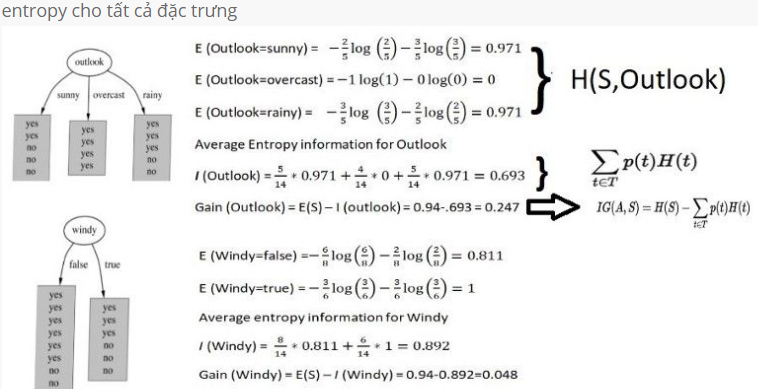 entropy cho tất cả đặc trưng
outlook
sunny overcast rainy
yes yes no no no
yes yes yes yes
yes yes yes no no
E (Outlook=sunny) = −2/5 log (2/5) − 3/5 log (3/5) = 0.971
E (Outlook=overcast) = −1 log(1) − 0 log(0) = 0
E (Outlook=rainy) = −3/5 log (3/5) − 2/5 log (2/5) = 0.971
H(S,Outlook)
Average Entropy information for Outlook
I (Outlook) = 5/14 * 0.971 + 4/14 * 0 + 5/14 * 0.971 = 0.693
∑t∈T p(t)H(t)
Gain (Outlook) = E(S) – I (outlook) = 0.94-.693 = 0.247
IG(A, S) = H(S) − ∑t∈T p(t)H(t)
windy
false true
yes yes yes yes yes yes no no
yes yes yes no no no
E (Windy=false) = −6/8 log (6/8) − 2/8 log (2/8) = 0.811
E (Windy=true) = − 3/6 log (3/6) − 3/6 log (3/6) = 1
Average entropy information for Windy
I (Windy) = 8/14 * 0.811 + 6/14 * 1 = 0.892
Gain (Windy) = E(S) – I (Windy) = 0.94-0.892=0.048